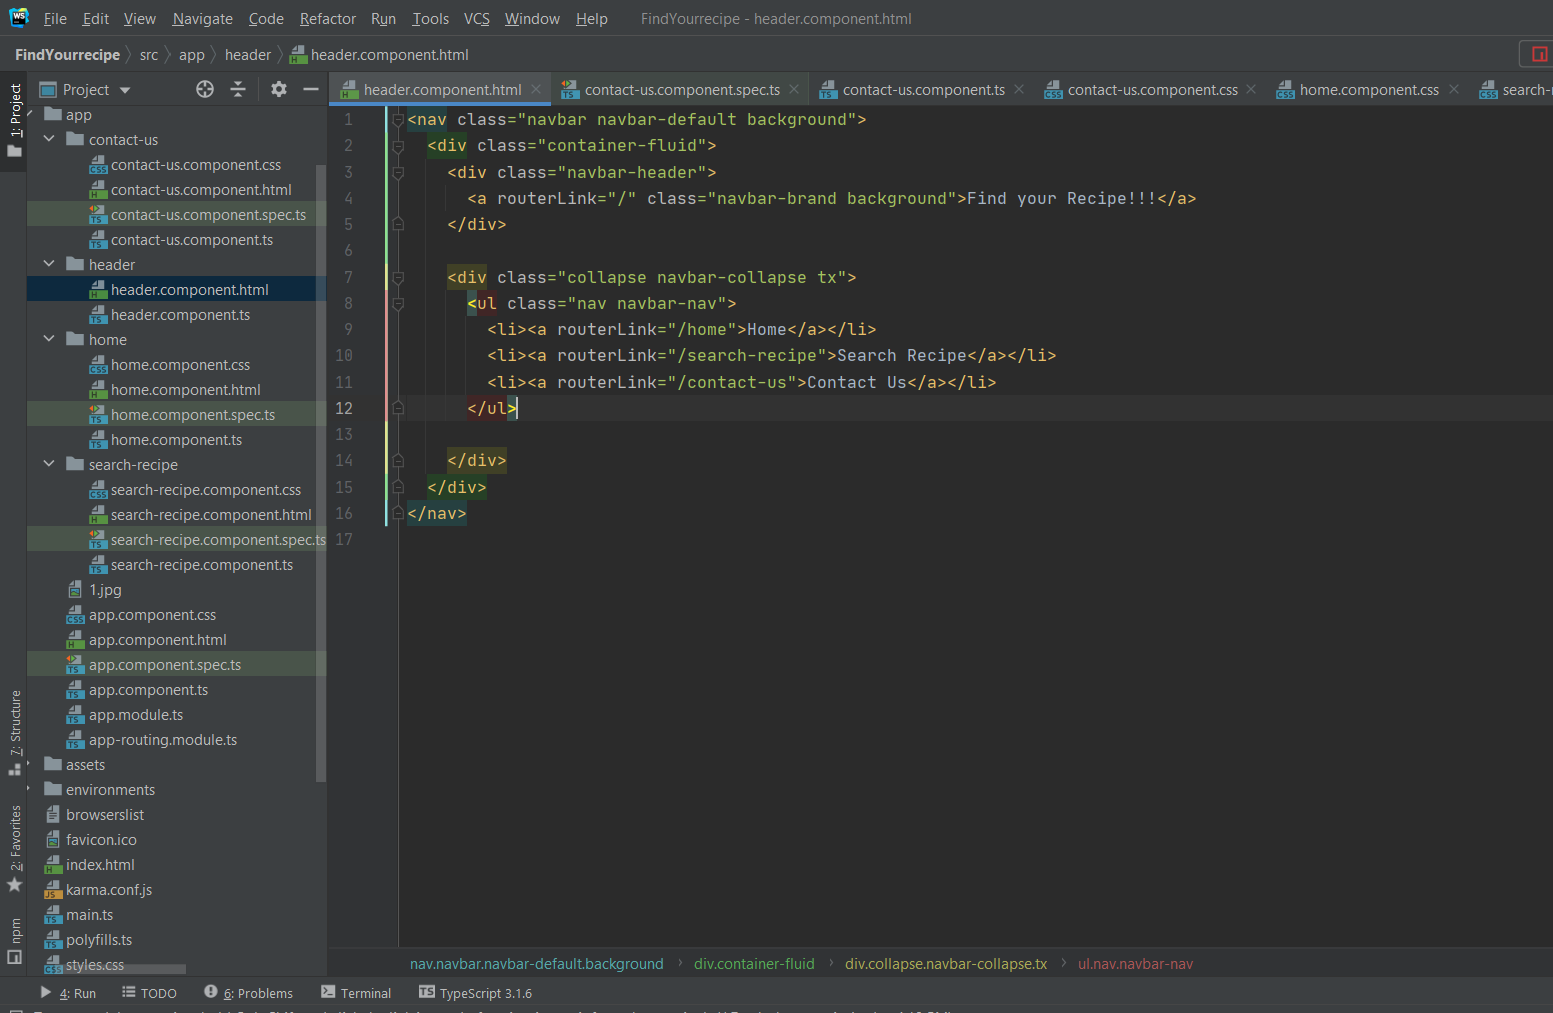 WS File Edit View Navigate Code Refactor Run Tools VCS Window Help FindYourrecipe - header.component.html
FindYourrecipe src app header header.component.html
1: Project
7: Structure
2: Favorites
npm
Project
app
contact-us
contact-us.component.css
contact-us.component.html
contact-us.component.spec.ts
contact-us.component.ts
header
header.component.html
header.component.ts
home
home.component.css
home.component.html
home.component.spec.ts
home.component.ts
search-recipe
search-recipe.component.css
search-recipe.component.html
search-recipe.component.spec.ts
search-recipe.component.ts
1.jpg
app.component.css
app.component.html
app.component.spec.ts
app.component.ts
app.module.ts
app-routing.module.ts
assets
environments
browserslist
favicon.ico
index.html
karma.conf.js
main.ts
polyfills.ts
styles.css
header.component.html contact-us.component.spec.ts contact-us.component.ts contact-us.component.css home.component.css search-
1 <nav class="navbar navbar-default background">
2 <div class="container-fluid">
3 <div class="navbar-header">
4 <a routerLink="/" class="navbar-brand background">Find your Recipe!!!</a>
5 </div>
6
7 <div class="collapse navbar-collapse tx">
8 <ul class="nav navbar-nav">
9 <li><a routerLink="/home">Home</a></li>
10 <li><a routerLink="/search-recipe">Search Recipe</a></li>
11 <li><a routerLink="/contact-us">Contact Us</a></li>
12 </ul>
13
14 </div>
15 </div>
16 </nav>
17
nav.navbar.navbar-default.background div.container-fluid div.collapse.navbar-collapse.tx ul.nav.navbar-nav
4: Run TODO 6: Problems Terminal TypeScript 3.1.6